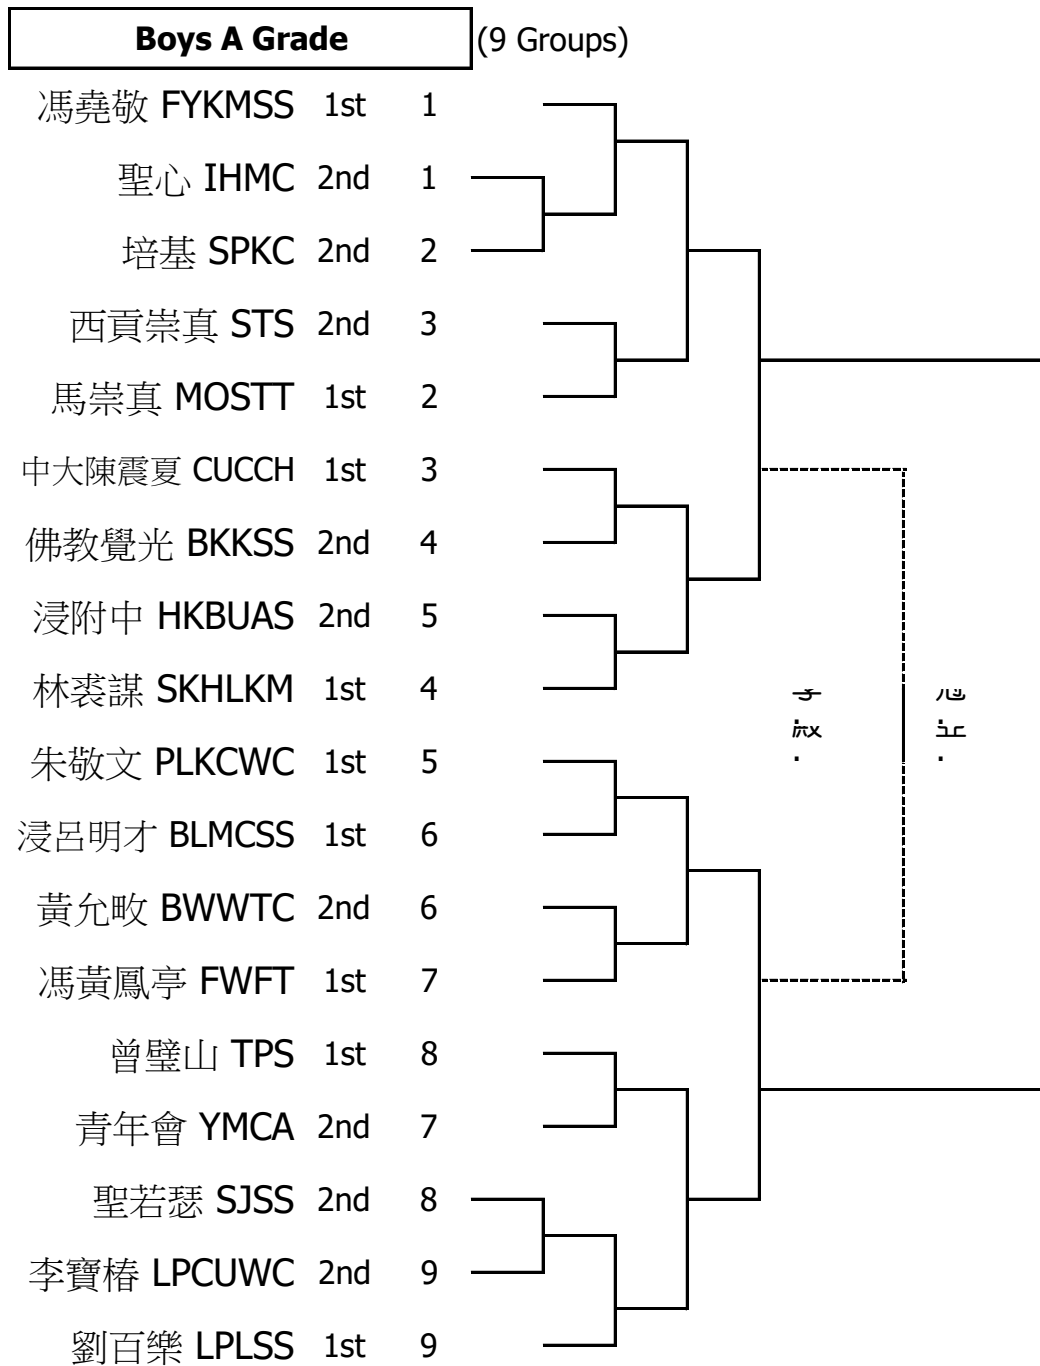 Boys A Grade (9 Groups)
馮堯敬 FYKMSS 1st 1
聖心 IHMC 2nd 1
培基 SPKC 2nd 2
西貢崇真 STS 2nd 3
馬崇真 MOSTT 1st 2
中大陳震夏 CUCCH 1st 3
佛教覺光 BKKSS 2nd 4
浸附中 HKBUAS 2nd 5
林裘謀 SKHLKM 1st 4
朱敬文 PLKCWC 1st 5
浸呂明才 BLMCSS 1st 6
黃允畋 BWWTC 2nd 6
馮黃鳳亭 FWFT 1st 7
曾璧山 TPS 1st 8
青年會 YMCA 2nd 7
聖若瑟 SJSS 2nd 8
李寶椿 LPCUWC 2nd 9
劉百樂 LPLSS 1st 9